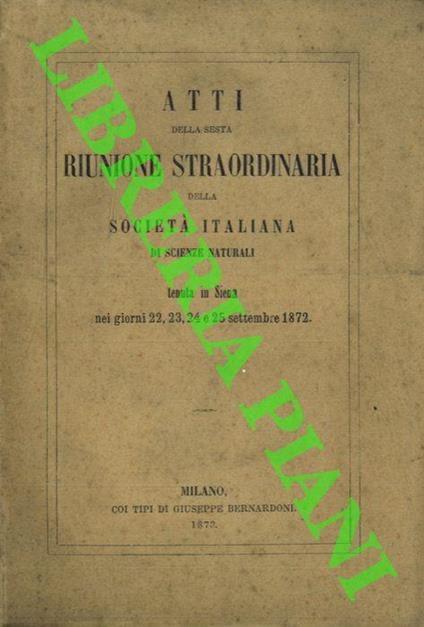 ATTI
DELLA SESTA
RIUNIONE STRAORDINARIA
DELLA
SOCIETÀ ITALIANA
DI SCIENZE NATURALI
tenuta in Siena
nei giorni 22, 23, 24 e 25 settembre 1872.
MILANO,
COI TIPI DI GIUSEPPE BERNARDONI.
1873.
LIBRERIA PIANI